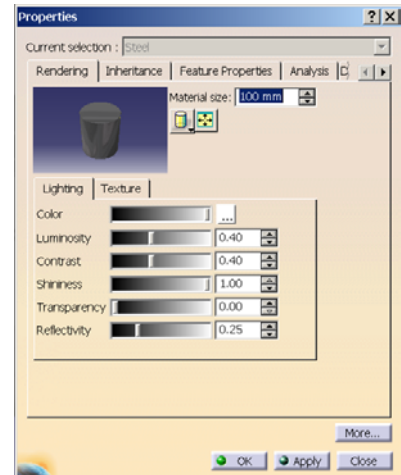 Properties
Current selection : Steel
Rendering Inheritance Feature Properties Analysis D
Material size: 100 mm
Lighting Texture
Color ...
Luminosity 0.40
Contrast 0.40
Shininess 1.00
Transparency 0.00
Reflectivity 0.25
More...
OK Apply Close